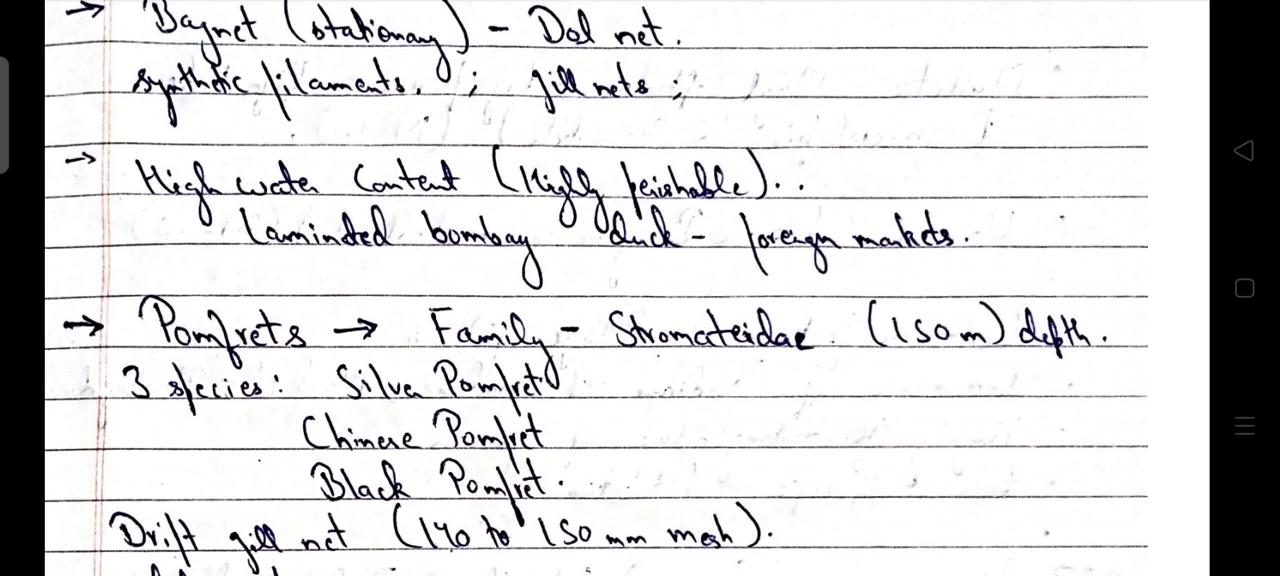 → Bagnet (stationary) - Dol net.
synthetic filaments. ; gill nets ;
→ High water content (Highly perishable)..
Laminated bombay duck - foreign markets.
→ Pomfrets → Family - Stromateidae (150m) depth.
3 species: Silver Pomfret
Chinese Pomfret
Black Pomfret.
Drift gill net (140 to 150 mm mesh).